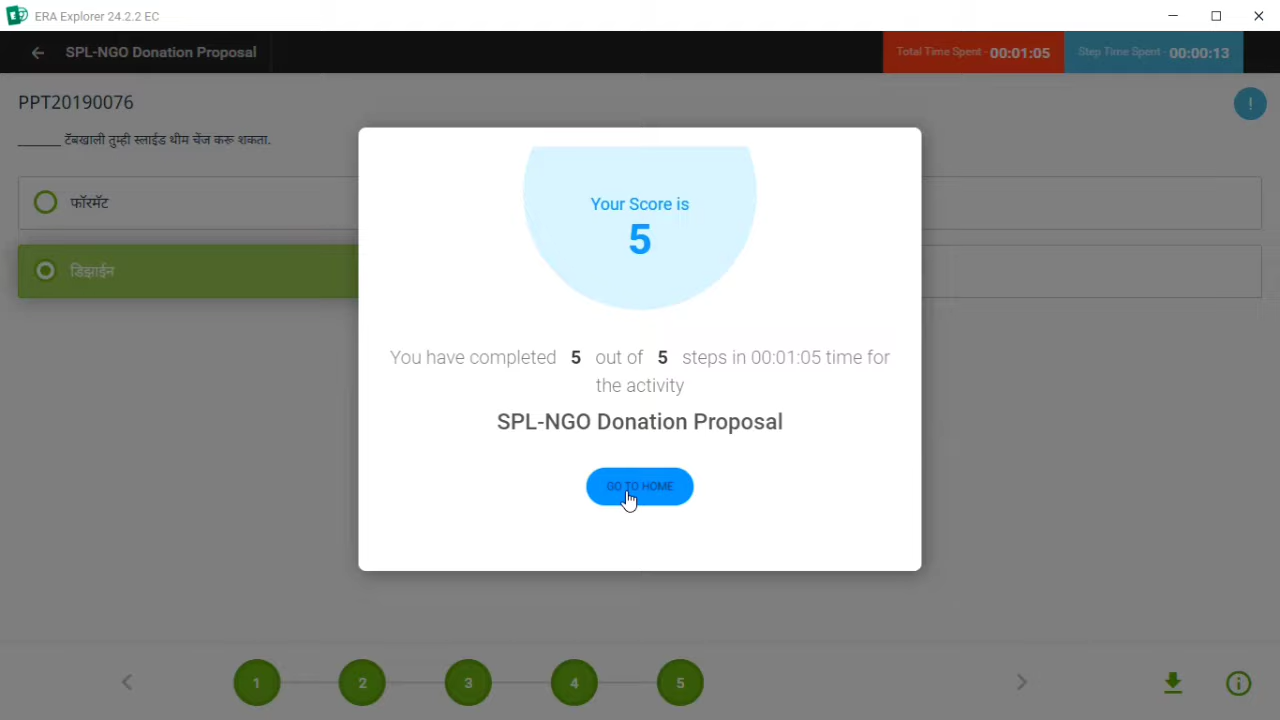 ERA Explorer 24.2.2 EC
SPL-NGO Donation Proposal
Total Time Spent - 00:01:05
Step Time Spent - 00:00:13
PPT20190076
______ टॅबखाली तुम्ही स्लाईड थीम चेंज करू शकता.
फॉरमॅट
डिझाईन
Your Score is
5
You have completed 5 out of 5 steps in 00:01:05 time for
the activity
SPL-NGO Donation Proposal
GO TO HOME
1 2 3 4 5